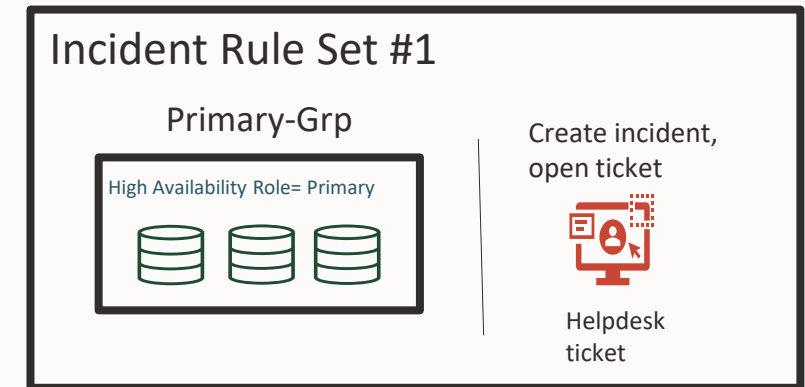 Incident Rule Set #1
Primary-Grp
High Availability Role= Primary
Create incident,
open ticket
Helpdesk
ticket